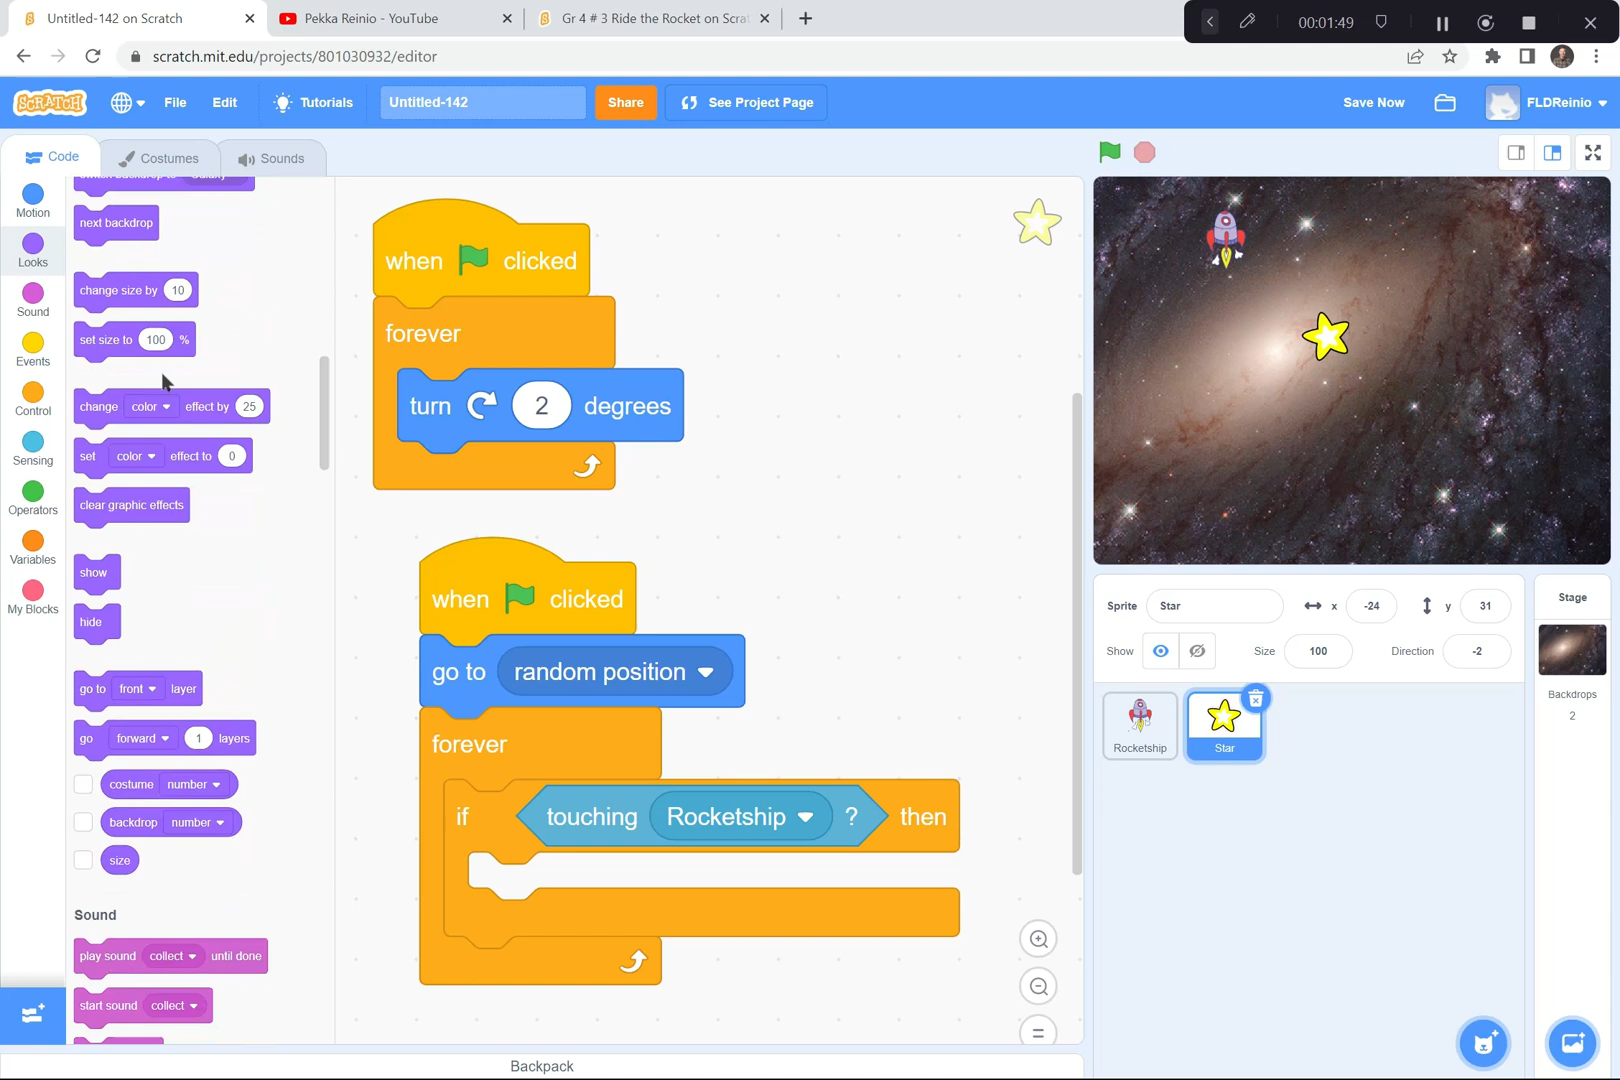 Untitled-142 on Scratch
Pekka Reinio - YouTube
Gr 4 # 3 Ride the Rocket on Scrat
00:01:49
scratch.mit.edu/projects/801030932/editor
SCRATCH
File
Edit
Tutorials
Untitled-142
Share
See Project Page
Save Now
FLDReinio
Code
Costumes
Sounds
Motion
Looks
Sound
Events
Control
Sensing
Operators
Variables
My Blocks
next backdrop
change size by 10
set size to 100 %
change color effect by 25
set color effect to 0
clear graphic effects
show
hide
go to front layer
go forward 1 layers
costume number
backdrop number
size
Sound
play sound collect until done
start sound collect
when clicked
forever
turn 2 degrees
when clicked
go to random position
forever
if touching Rocketship ? then
Backpack
Sprite Star x -24 y 31
Show Size 100 Direction -2
Rocketship
Star
Stage
Backdrops
2